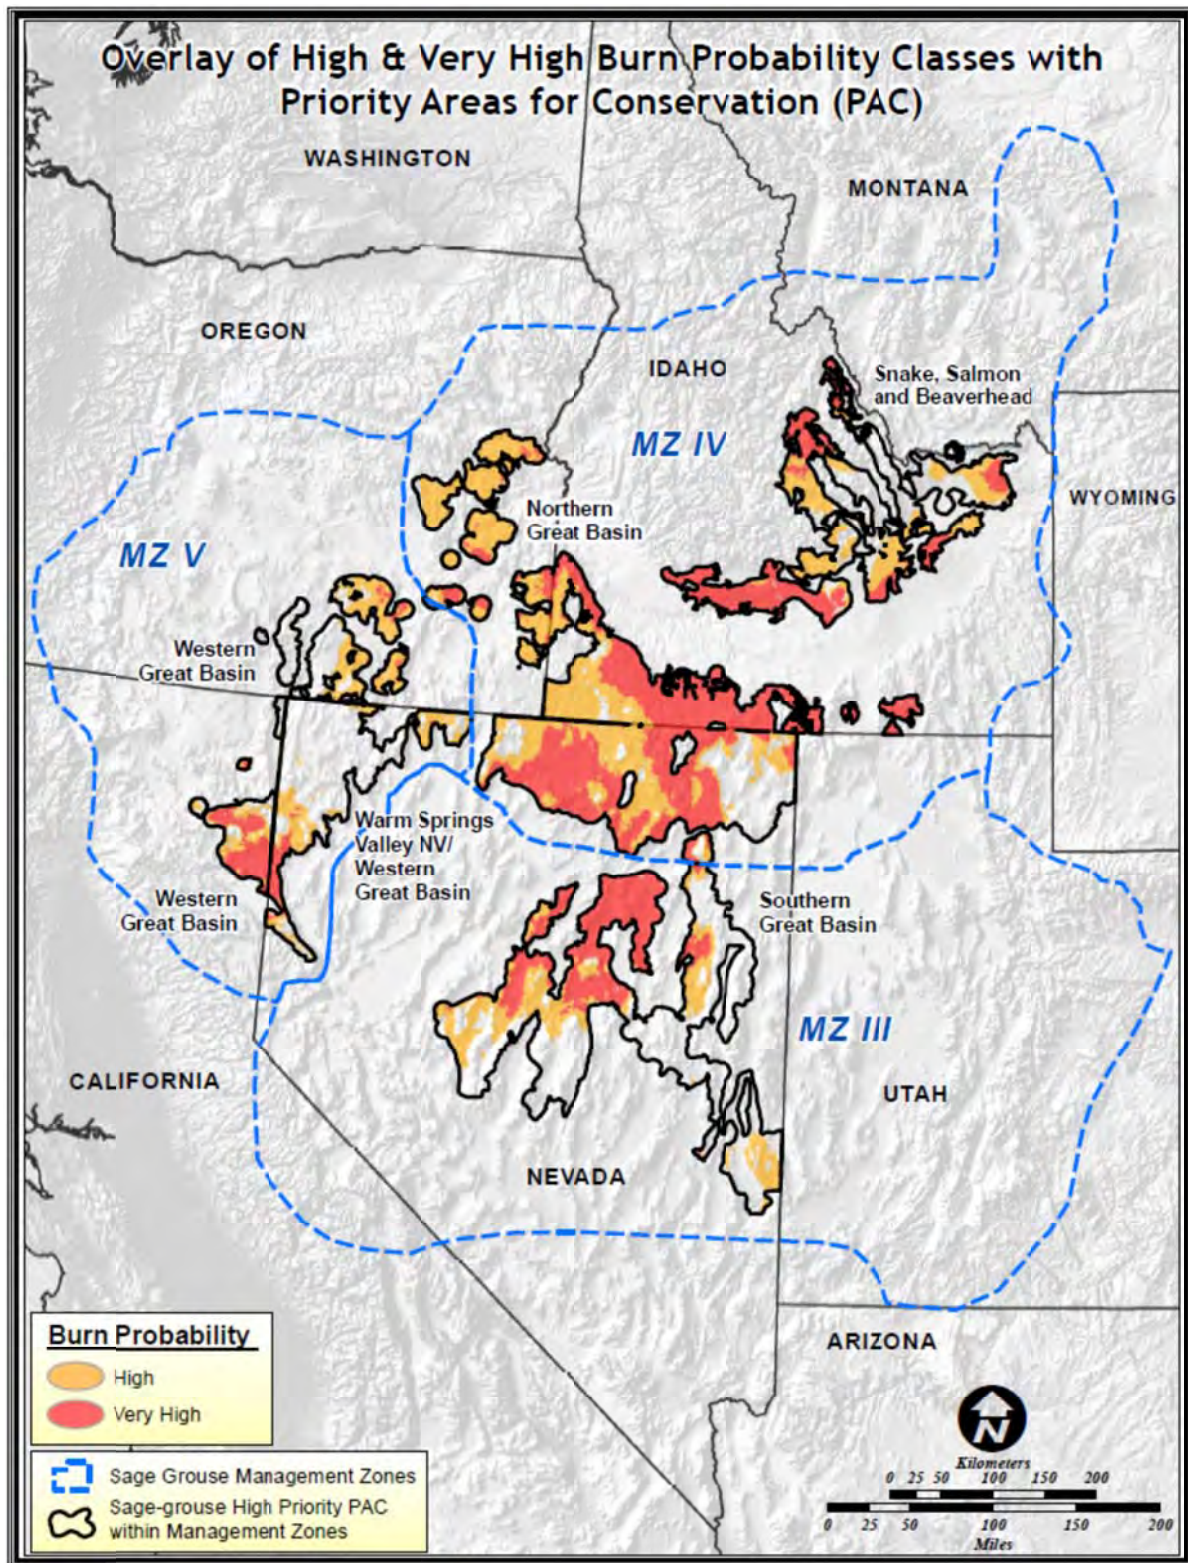 Overlay of High & Very High Burn Probability Classes with
Priority Areas for Conservation (PAC)
WASHINGTON
MONTANA
OREGON
IDAHO
Snake, Salmon
and Beaverhead
MZ IV
WYOMING
Northern
Great Basin
MZ V
Western
Great Basin
Warm Springs
Valley NV/
Western
Great Basin
Western
Great Basin
Southern
Great Basin
MZ III
CALIFORNIA
UTAH
NEVADA
ARIZONA
Burn Probability
High
Very High
Sage Grouse Management Zones
Sage-grouse High Priority PAC
within Management Zones
N
Kilometers
0 25 50 100 150 200
0 25 50 100 150 200
Miles